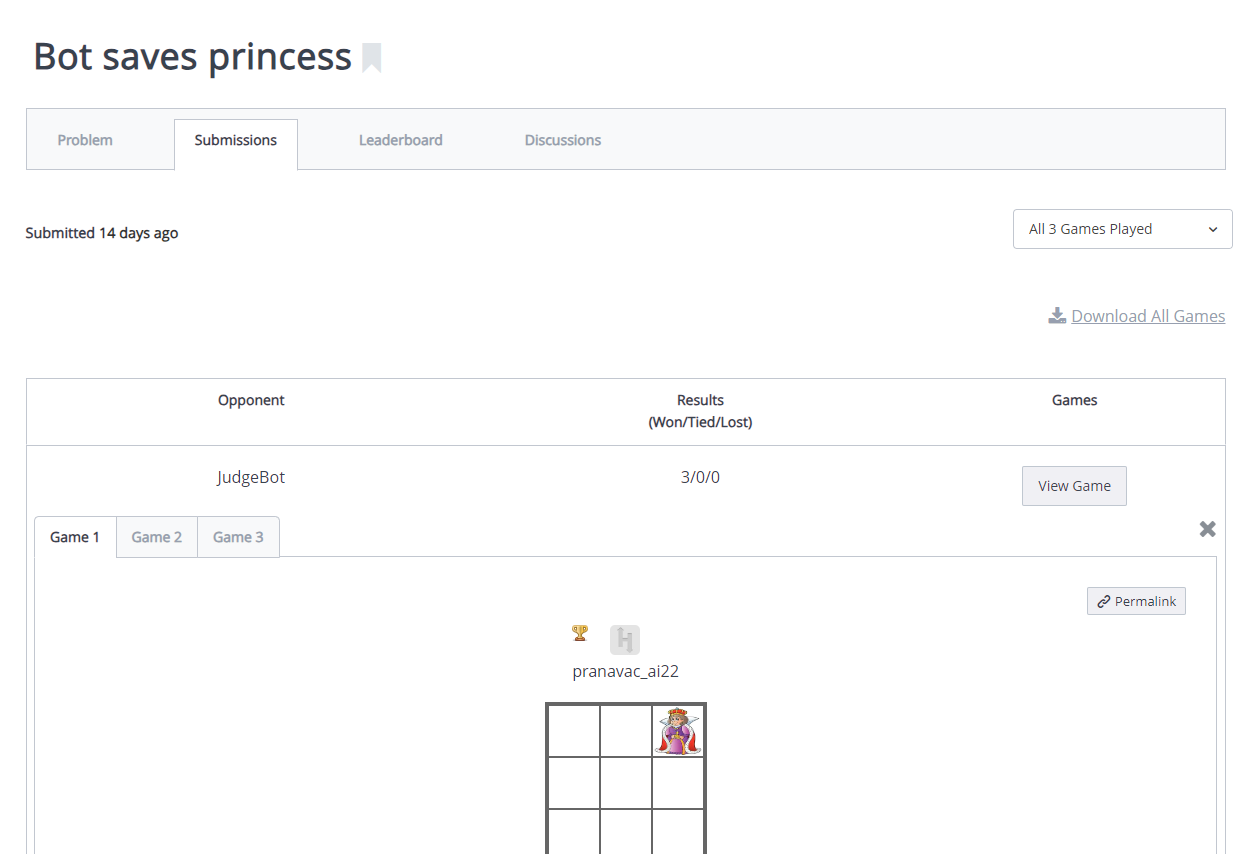 Bot saves princess
Problem
Submissions
Leaderboard
Discussions
Submitted 14 days ago
All 3 Games Played
Download All Games
Opponent
Results
(Won/Tied/Lost)
Games
JudgeBot
3/0/0
View Game
Game 1
Game 2
Game 3
Permalink
pranavac_ai22